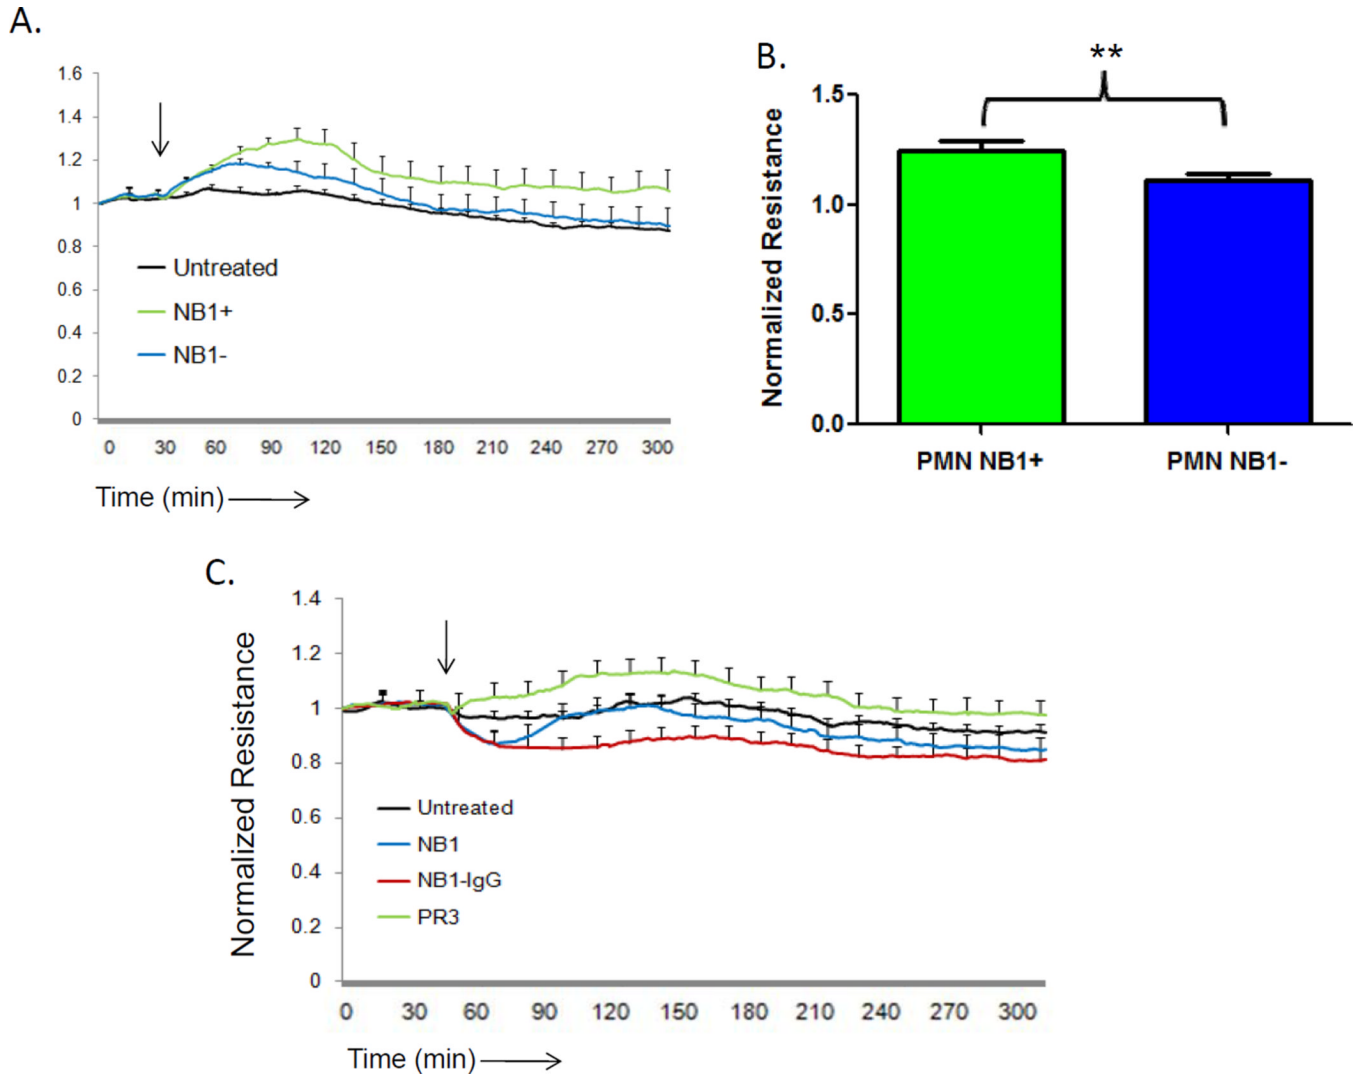 A.
1.6
1.4
1.2
1
0.8
0.6
0.4
0.2
0
Untreated
NB1+
NB1-
0 30 60 90 120 150 180 210 240 270 300
Time (min)
B.
**
Normalized Resistance
1.5
1.0
0.5
0.0
PMN NB1+ PMN NB1-
C.
Normalized Resistance
1.4
1.2
1
0.8
0.6
0.4
0.2
0
Untreated
NB1
NB1-IgG
PR3
0 30 60 90 120 150 180 210 240 270 300
Time (min)